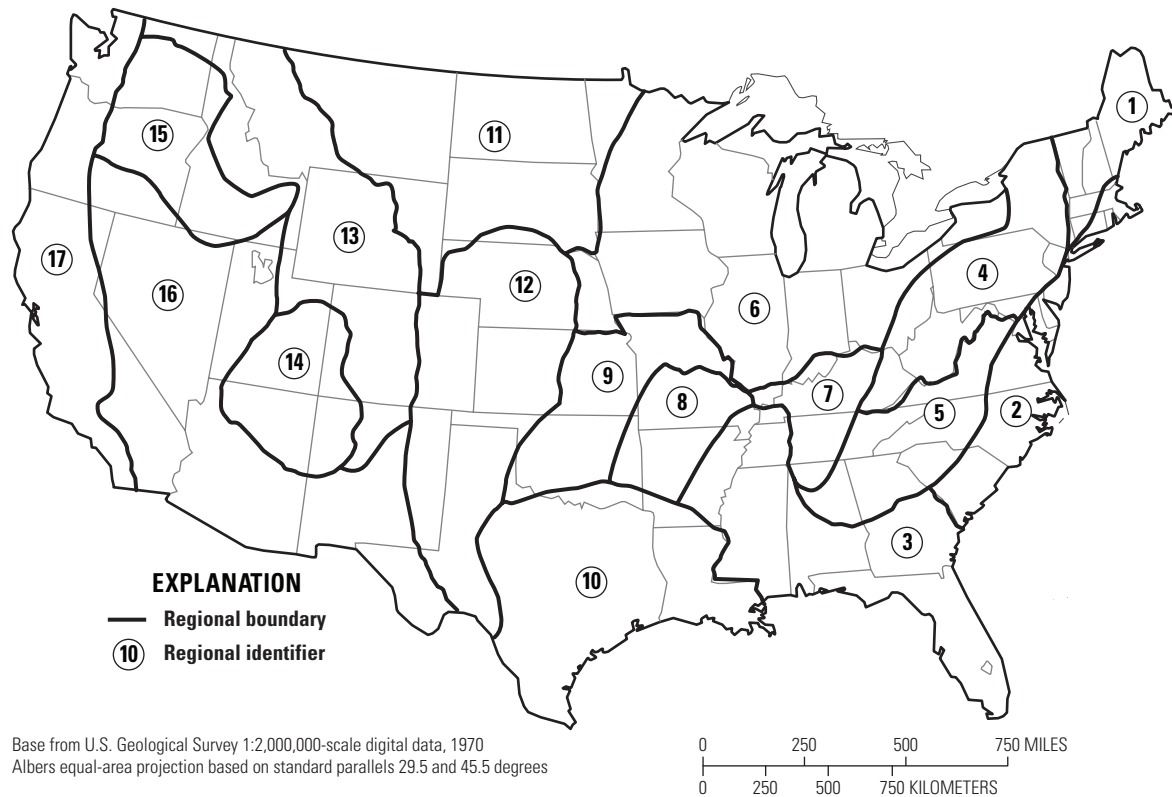 1
11
15
13
17
4
12
16
6
14
9
7
8
5
2
3
10
EXPLANATION
Regional boundary
10 Regional identifier
Base from U.S. Geological Survey 1:2,000,000-scale digital data, 1970
Albers equal-area projection based on standard parallels 29.5 and 45.5 degrees
0 250 500 750 MILES
0 250 500 750 KILOMETERS